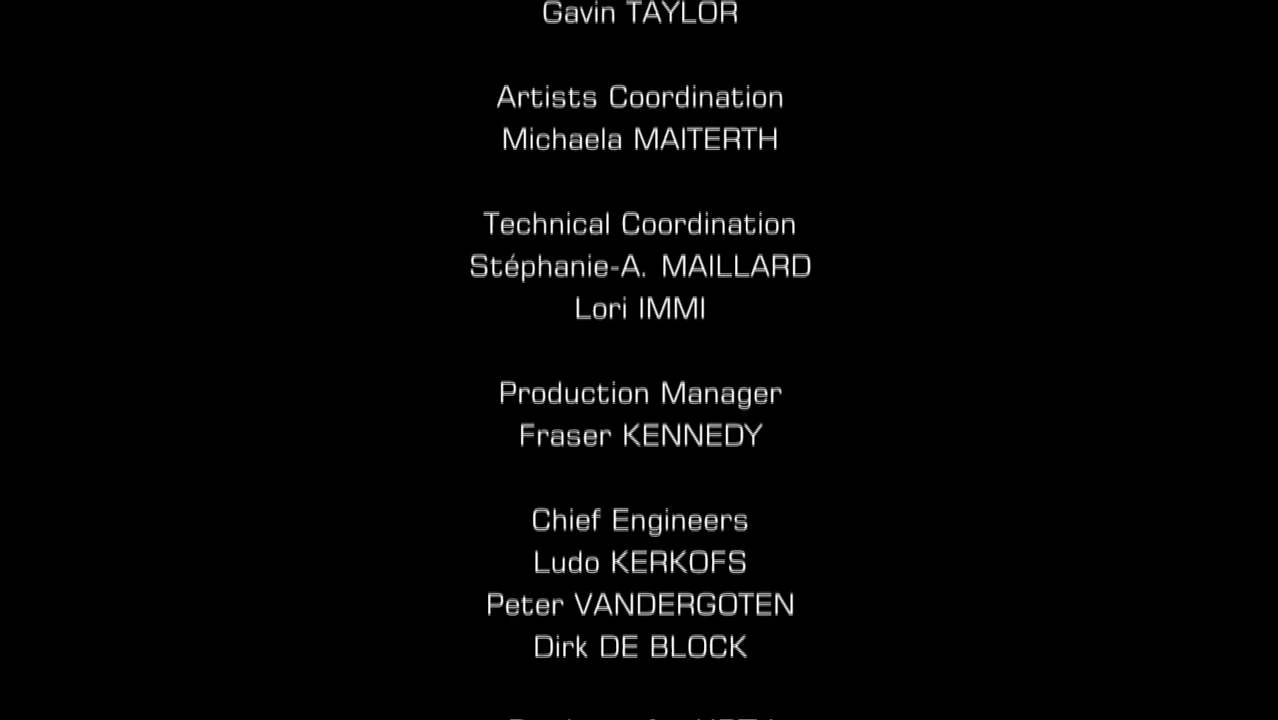 Gavin TAYLOR
Artists Coordination
Michaela MAITERTH
Technical Coordination
Stéphanie-A. MAILLARD
Lori IMMI
Production Manager
Fraser KENNEDY
Chief Engineers
Ludo KERKOFS
Peter VANDERGOTEN
Dirk DE BLOCK